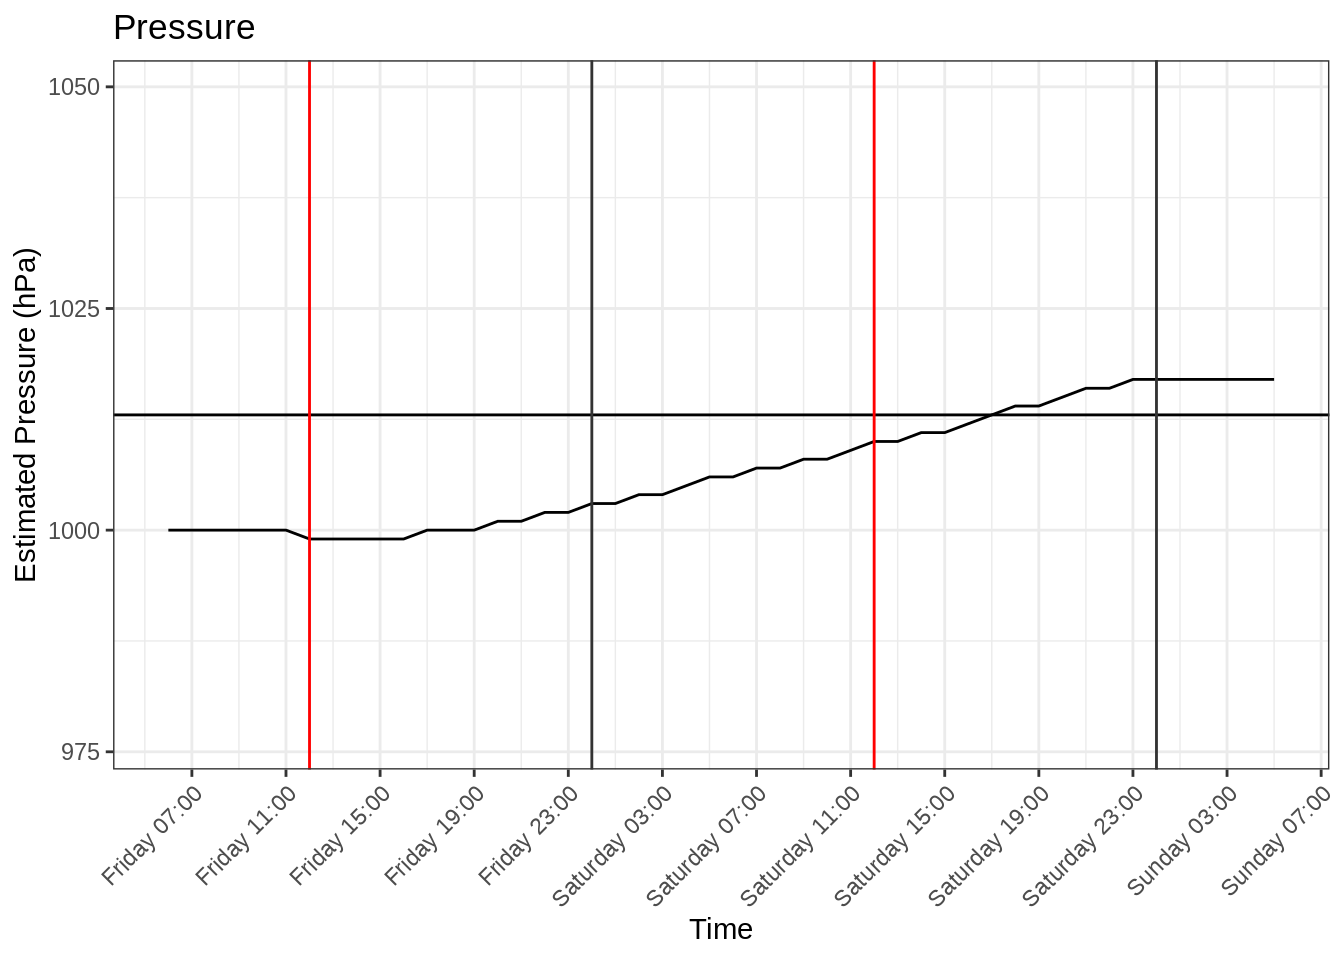 Pressure
1050
1025
1000
975
Estimated Pressure (hPa)
Friday 07:00
Friday 11:00
Friday 15:00
Friday 19:00
Friday 23:00
Saturday 03:00
Saturday 07:00
Saturday 11:00
Saturday 15:00
Saturday 19:00
Saturday 23:00
Sunday 03:00
Sunday 07:00
Time